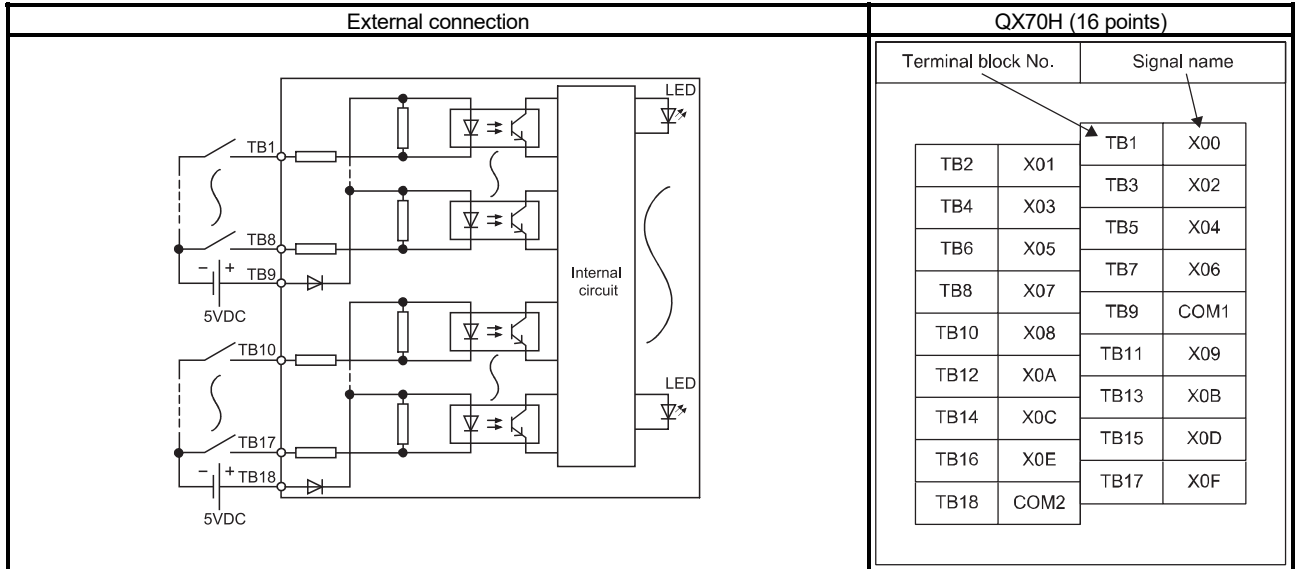 External connection
QX70H (16 points)
LED
TB1
TB8
TB9
- +
5VDC
Internal
circuit
TB10
LED
TB17
TB18
- +
5VDC
Terminal block No. Signal name
TB1 X00
TB2 X01
TB3 X02
TB4 X03
TB5 X04
TB6 X05
TB7 X06
TB8 X07
TB9 COM1
TB10 X08
TB11 X09
TB12 X0A
TB13 X0B
TB14 X0C
TB15 X0D
TB16 X0E
TB17 X0F
TB18 COM2